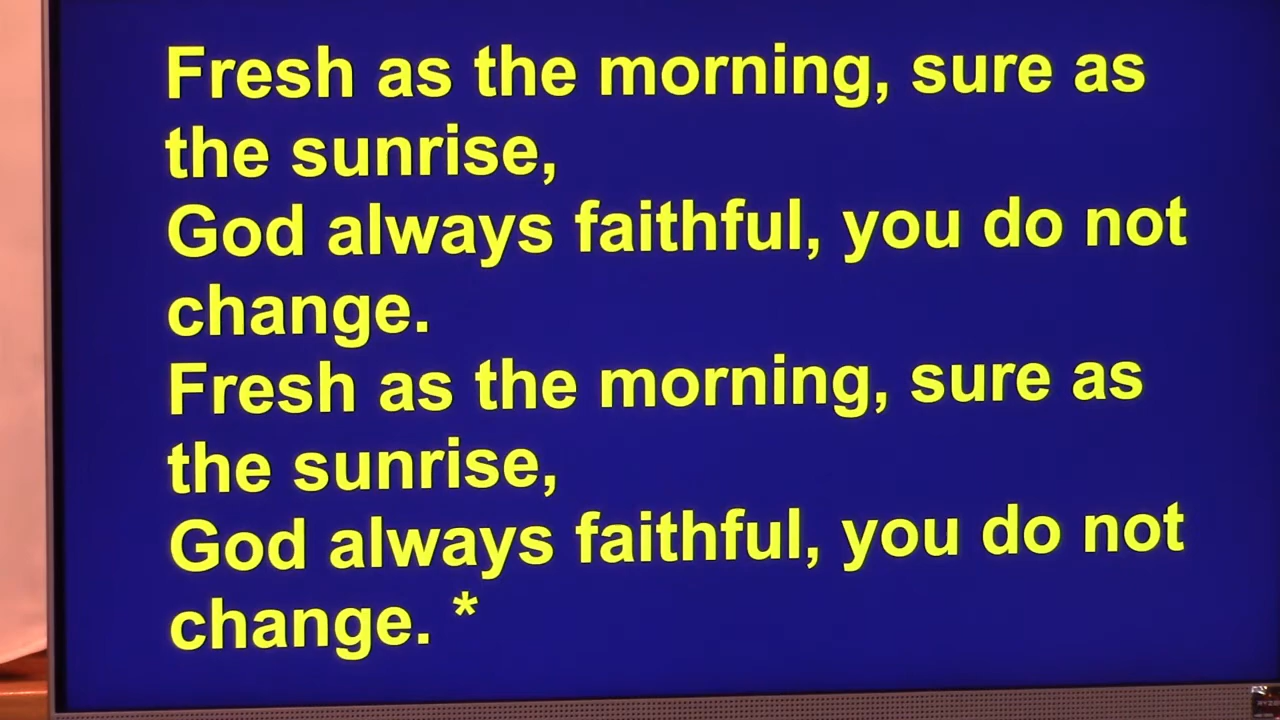 Fresh as the morning, sure as
the sunrise,
God always faithful, you do not
change.
Fresh as the morning, sure as
the sunrise,
God always faithful, you do not
change. *